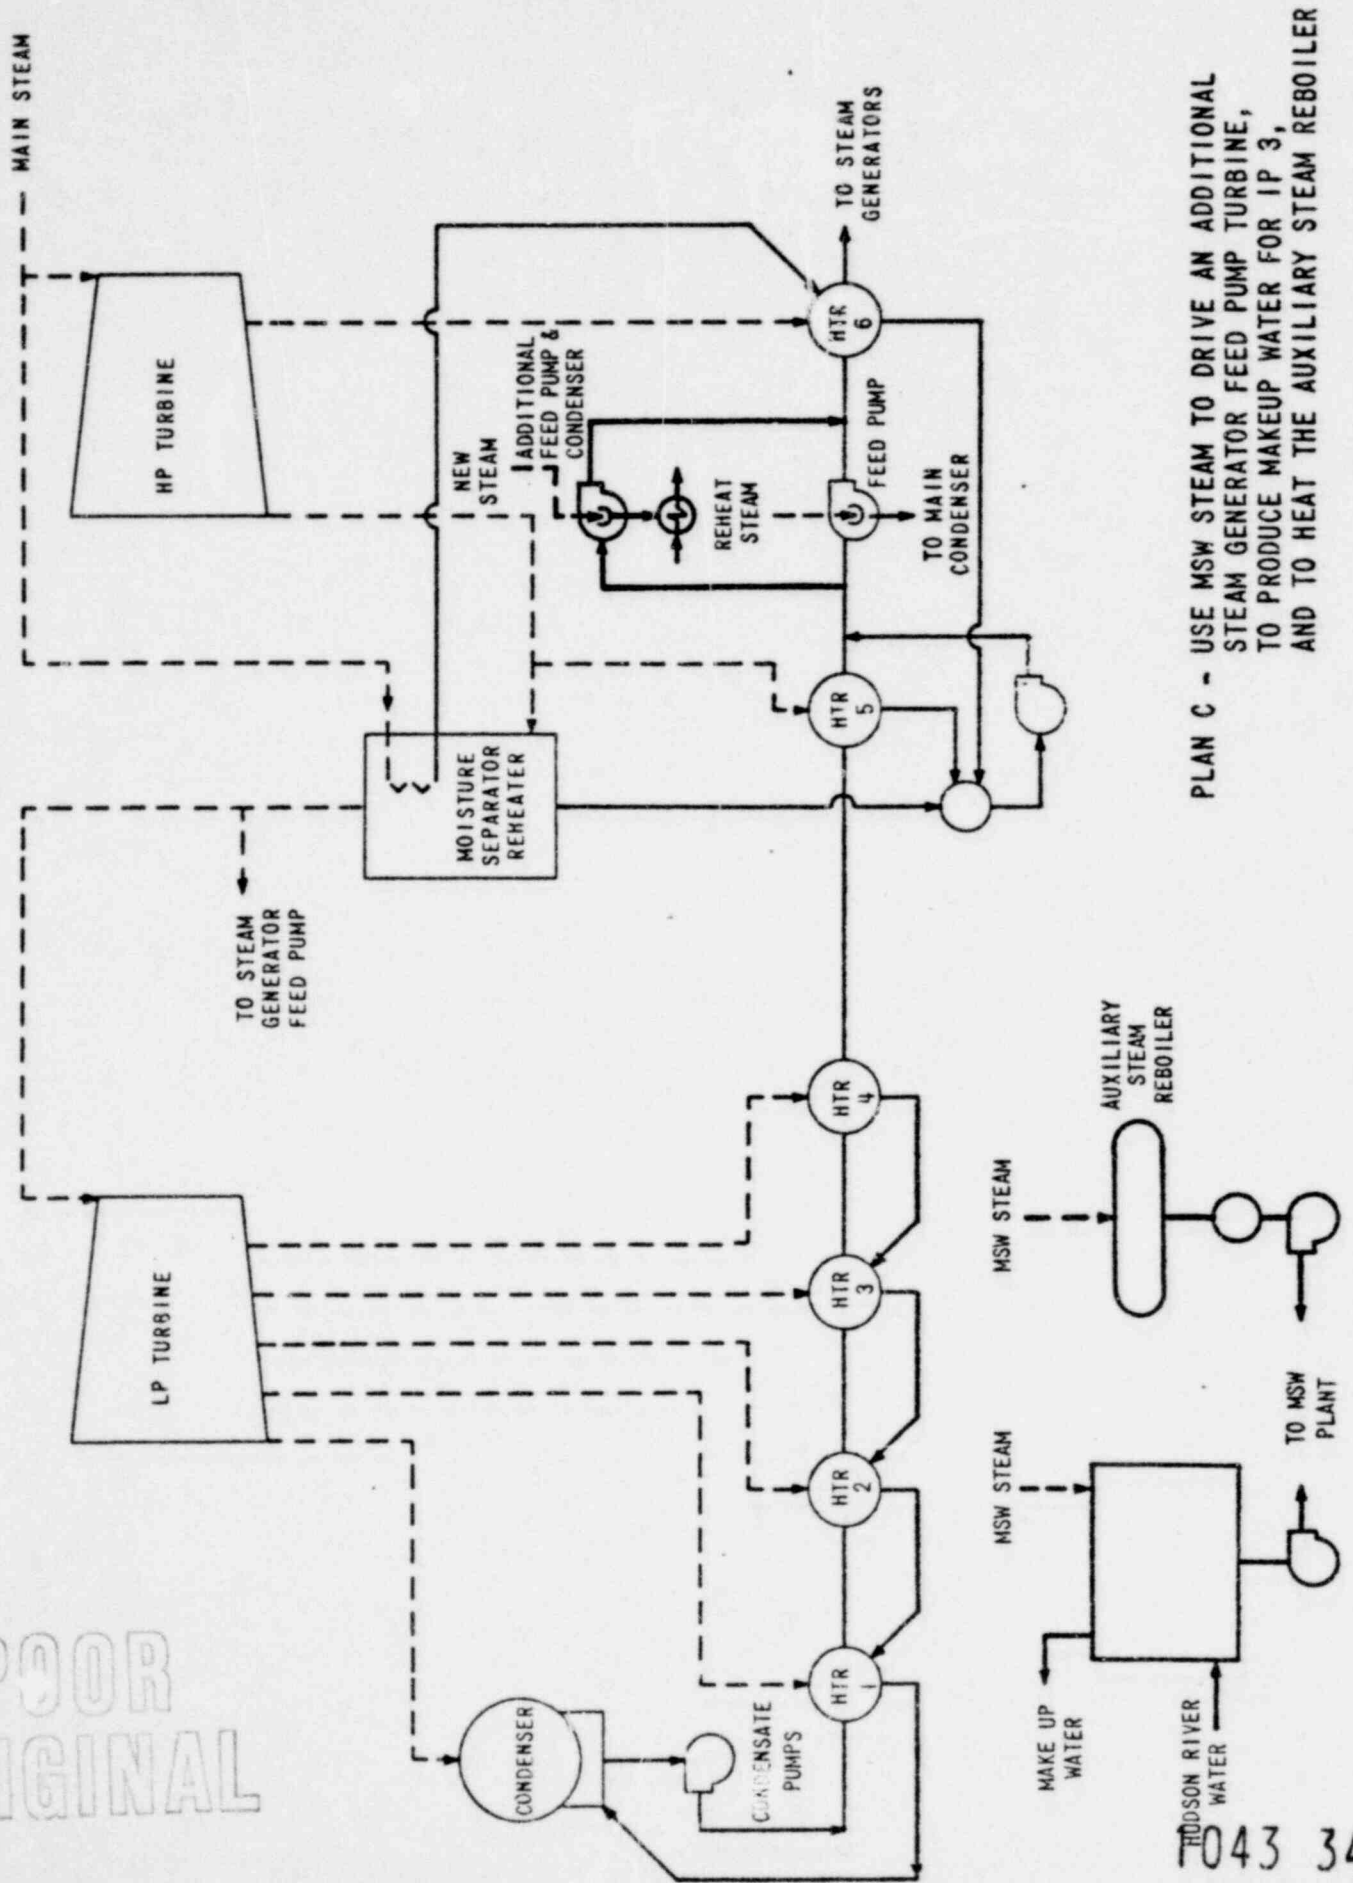 MAIN STEAM
HP TURBINE
LP TURBINE
TO STEAM
GENERATOR
FEED PUMP
MOISTURE
SEPARATOR
REHEATER
NEW
STEAM
ADDITIONAL
FEED PUMP &
CONDENSER
REHEAT
STEAM
FEED PUMP
TO MAIN
CONDENSER
TO STEAM
GENERATORS
CONDENSER
CONDENSATE
PUMPS
HTR
1
HTR
2
HTR
3
HTR
4
HTR
5
HTR
6
MAKE UP
WATER
HUDSON RIVER
WATER
MSW STEAM
TO MSW
PLANT
MSW STEAM
AUXILIARY
STEAM
REBOILER
PLAN C - USE MSW STEAM TO DRIVE AN ADDITIONAL
STEAM GENERATOR FEED PUMP TURBINE,
TO PRODUCE MAKEUP WATER FOR IP 3,
AND TO HEAT THE AUXILIARY STEAM REBOILER
POOR
ORIGINAL
1043 34